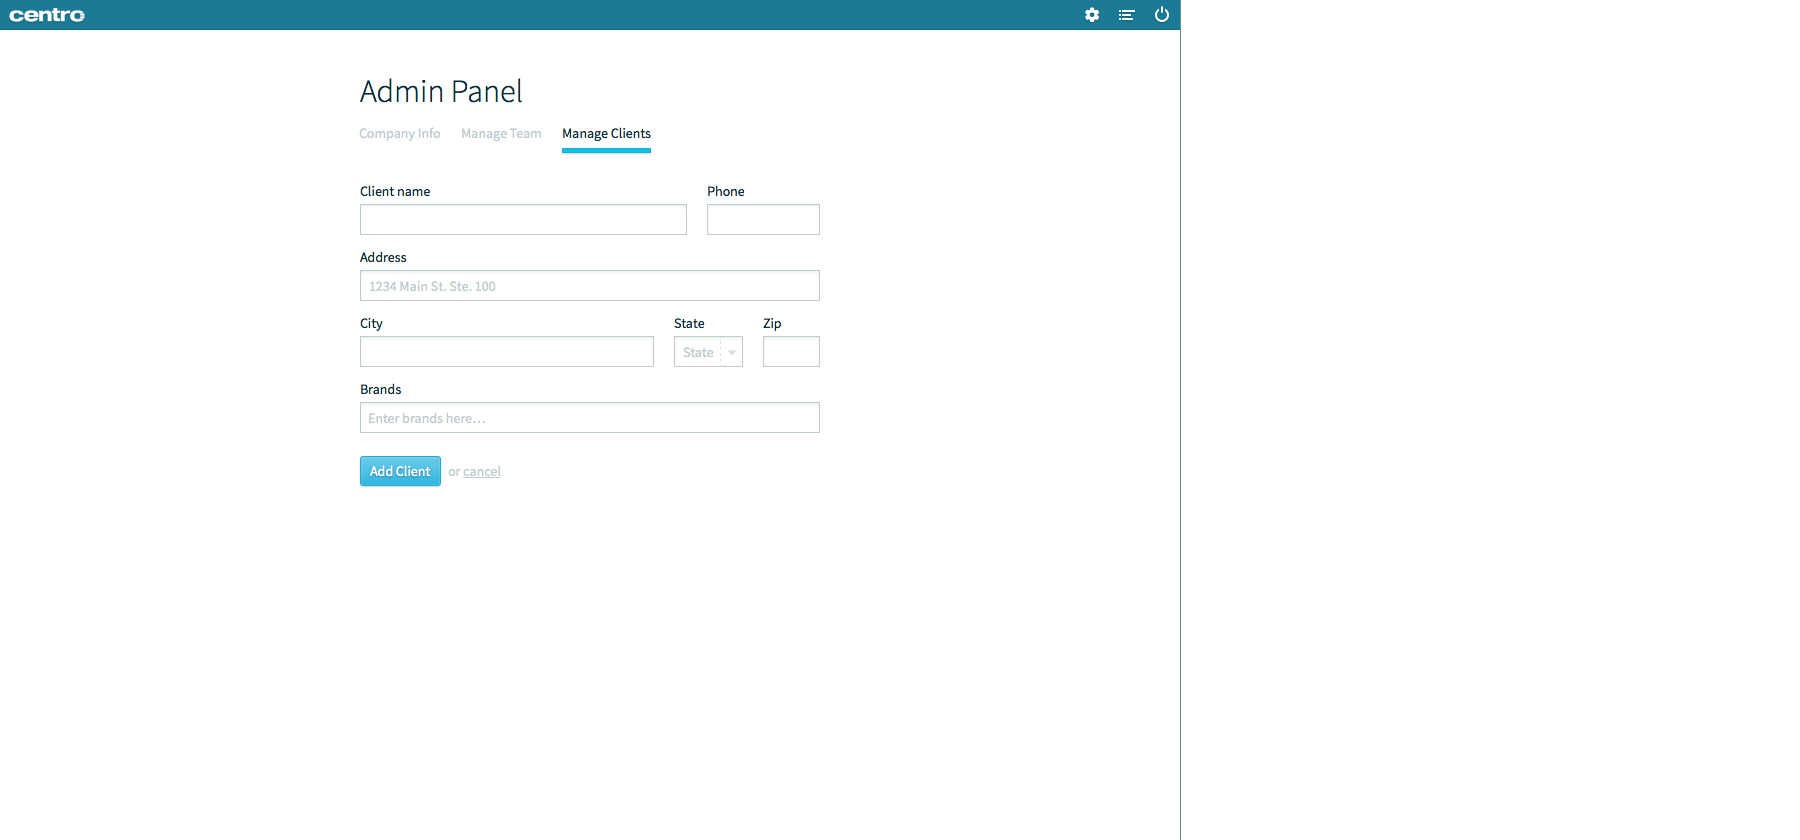 centro
Admin Panel
Company Info Manage Team Manage Clients
Client name Phone
Address
1234 Main St. Ste. 100
City State Zip
State
Brands
Enter brands here...
Add Client or cancel